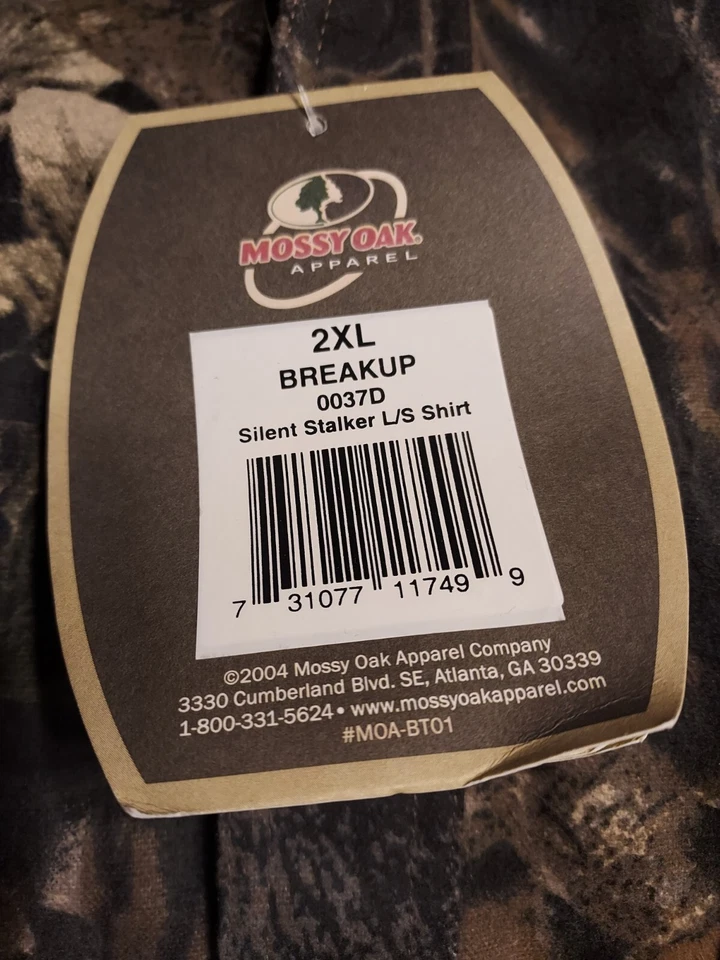 MOSSY OAK.
APPAREL
2XL
BREAKUP
0037D
Silent Stalker L/S Shirt
7 31077 11749 9
©2004 Mossy Oak Apparel Company
3330 Cumberland Blvd. SE, Atlanta, GA 30339
1-800-331-5624 • www.mossyoakapparel.com
#MOA-BT01